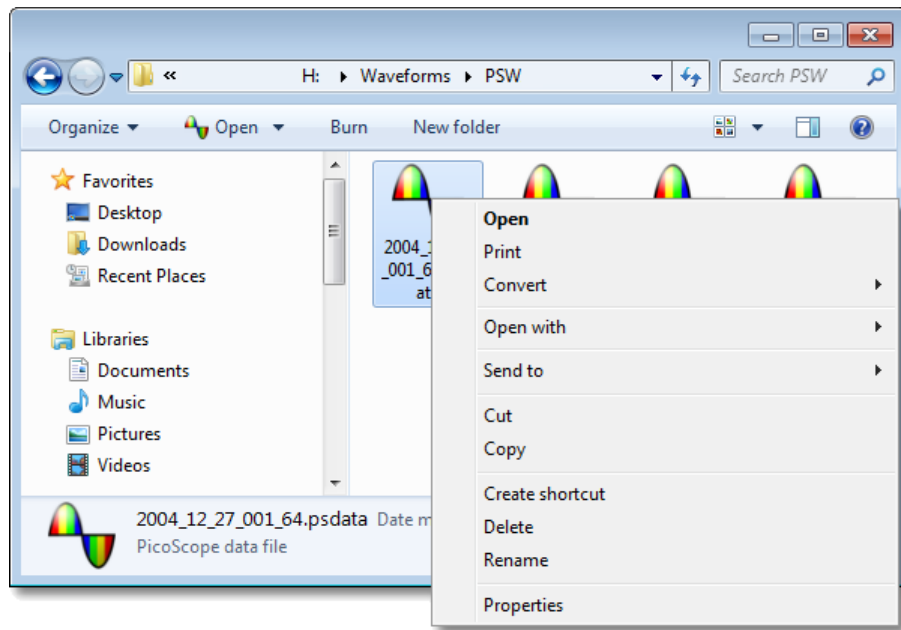 « H: Waveforms PSW Search PSW
Organize Open Burn New folder
Favorites
Desktop
Downloads
Recent Places
Libraries
Documents
Music
Pictures
Videos
2004_
_001_6
at
Open
Print
Convert
Open with
Send to
Cut
Copy
Create shortcut
Delete
Rename
Properties
2004_12_27_001_64.psdata Date m
PicoScope data file